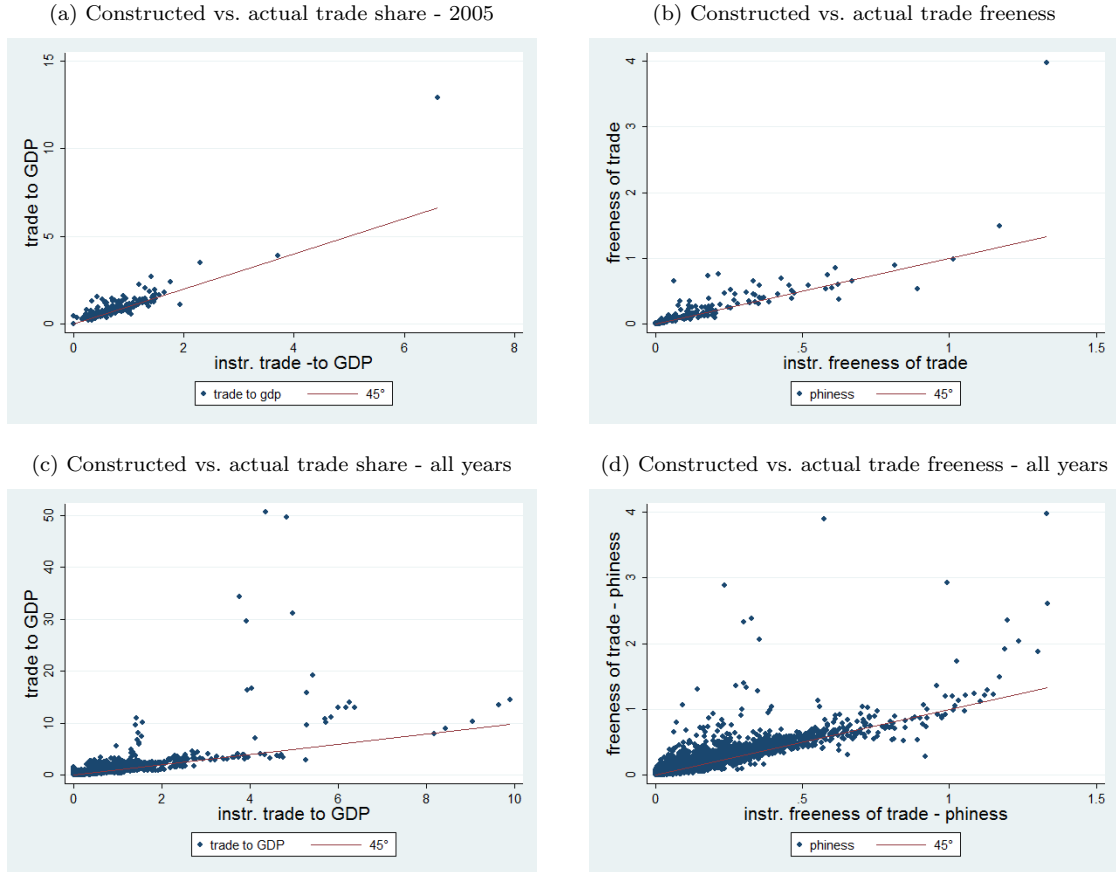 (a) Constructed vs. actual trade share - 2005
trade to GDP
15
10
5
0
0 2 4 6 8
instr. trade -to GDP
trade to gdp 45°
(b) Constructed vs. actual trade freeness
freeness of trade
4
3
2
1
0
0 .5 1 1.5
instr. freeness of trade
phiness 45°
(c) Constructed vs. actual trade share - all years
trade to GDP
50
40
30
20
10
0
0 2 4 6 8 10
instr. trade to GDP
trade to GDP 45°
(d) Constructed vs. actual trade freeness - all years
freeness of trade - phiness
4
3
2
1
0
0 .5 1 1.5
instr. freeness of trade - phiness
phiness 45°